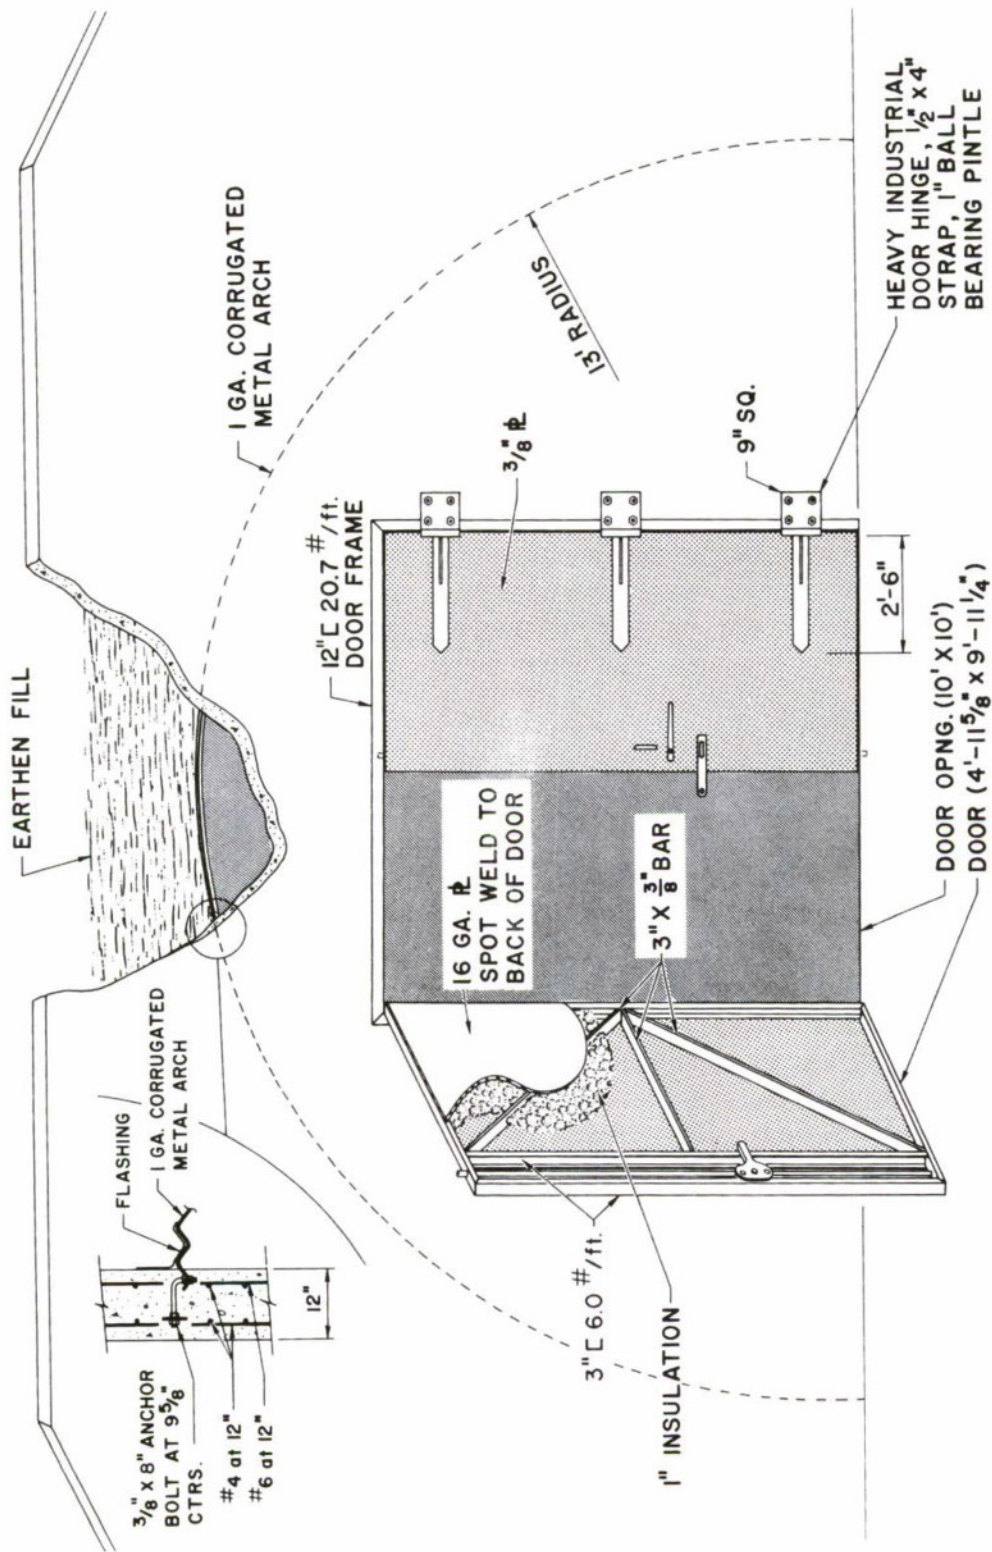 EARTHEN FILL
FLASHING
1 GA. CORRUGATED
METAL ARCH
3/8" X 8" ANCHOR
BOLT AT 9 5/8"
CTRS.
#4 at 12"
#6 at 12"
12"
1 GA. CORRUGATED
METAL ARCH
13' RADIUS
12" [ 20.7 #/ft.
DOOR FRAME
3/8" ℞
16 GA. ℞
SPOT WELD TO
BACK OF DOOR
3" X 3/8" BAR
9" SQ.
HEAVY INDUSTRIAL
DOOR HINGE, 1/2" X 4"
STRAP, 1" BALL
BEARING PINTLE
2'-6"
3" [ 6.0 #/ft.
1" INSULATION
DOOR OPNG. (10' X 10')
DOOR (4'-11 5/8" X 9'-11 1/4")